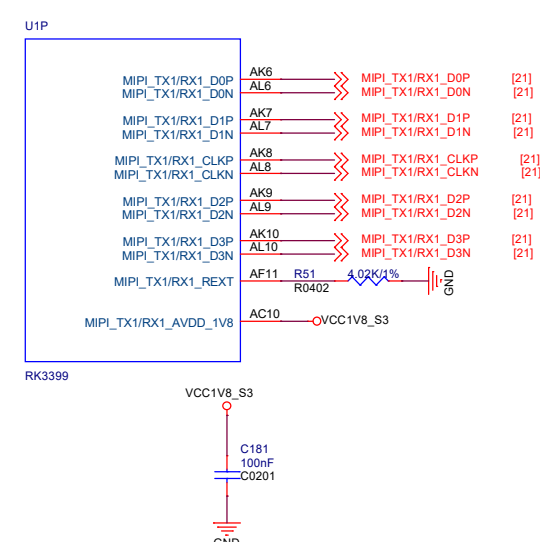 U1P
MIPI_TX1/RX1_D0P AK6 MIPI_TX1/RX1_D0P [21]
MIPI_TX1/RX1_D0N AL6 MIPI_TX1/RX1_D0N [21]
MIPI_TX1/RX1_D1P AK7 MIPI_TX1/RX1_D1P [21]
MIPI_TX1/RX1_D1N AL7 MIPI_TX1/RX1_D1N [21]
MIPI_TX1/RX1_CLKP AK8 MIPI_TX1/RX1_CLKP [21]
MIPI_TX1/RX1_CLKN AL8 MIPI_TX1/RX1_CLKN [21]
MIPI_TX1/RX1_D2P AK9 MIPI_TX1/RX1_D2P [21]
MIPI_TX1/RX1_D2N AL9 MIPI_TX1/RX1_D2N [21]
MIPI_TX1/RX1_D3P AK10 MIPI_TX1/RX1_D3P [21]
MIPI_TX1/RX1_D3N AL10 MIPI_TX1/RX1_D3N [21]
MIPI_TX1/RX1_REXT AF11 R51 4.02K/1% GND
R0402
MIPI_TX1/RX1_AVDD_1V8 AC10 VCC1V8_S3
RK3399
VCC1V8_S3
C181
100nF
C0201
GND